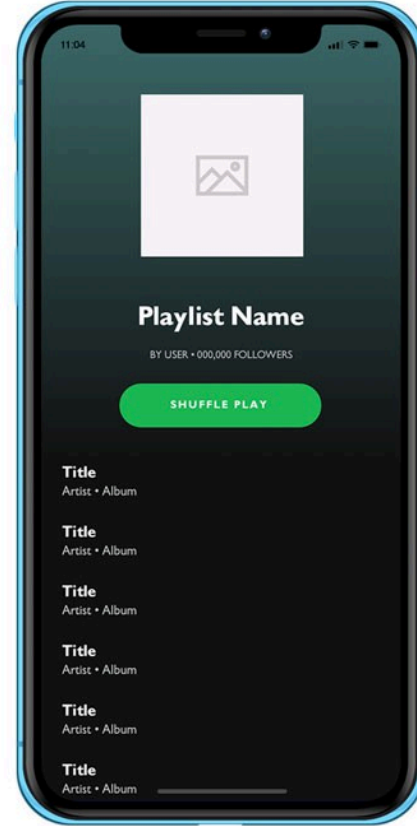 11:04
Playlist Name
BY USER • 000,000 FOLLOWERS
SHUFFLE PLAY
Title
Artist • Album
Title
Artist • Album
Title
Artist • Album
Title
Artist • Album
Title
Artist • Album
Title
Artist • Album